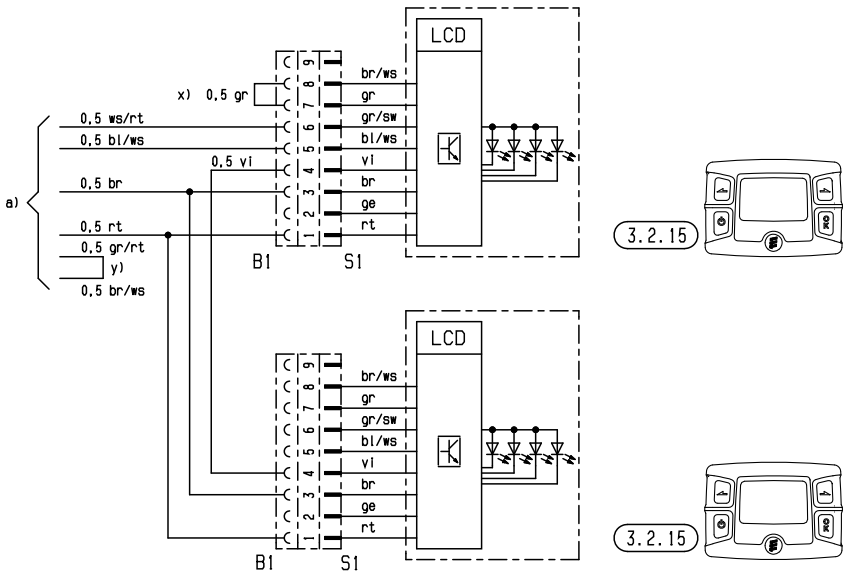 LCD
9
8
7
6
5
4
3
2
1
br/ws
gr
gr/sw
bl/ws
vi
br
ge
rt
x) 0,5 gr
0,5 ws/rt
0,5 bl/ws
0,5 vi
a)
0,5 br
0,5 rt
0,5 gr/rt
y)
0,5 br/ws
B1 S1
3.2.15
OK
LCD
9
8
7
6
5
4
3
2
1
br/ws
gr
gr/sw
bl/ws
vi
br
ge
rt
B1 S1
3.2.15
OK